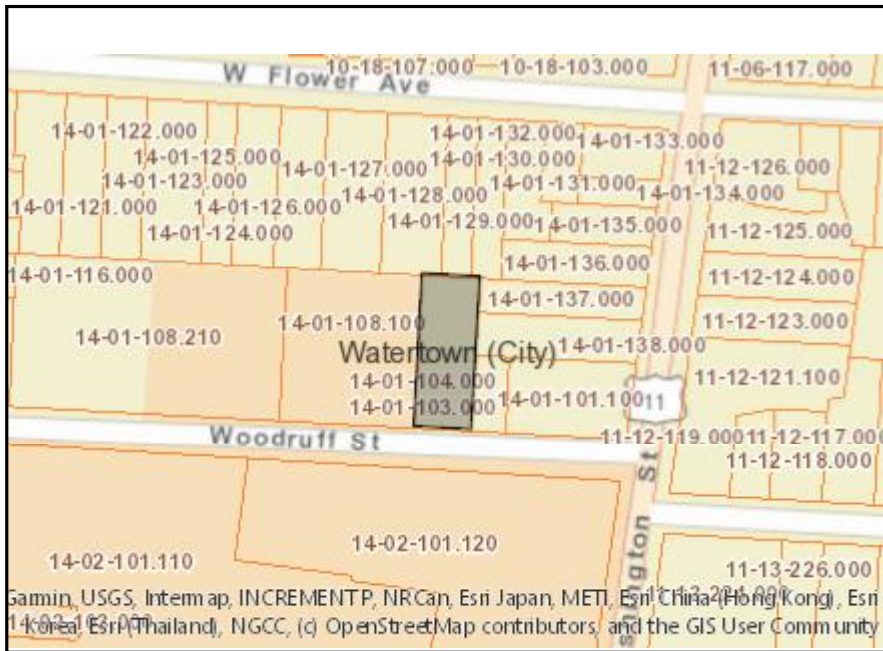 10-18-107.000 10-18-103.000 11-06-117.000
W Flower Ave
14-01-122.000 14-01-132.000 14-01-133.000
14-01-125.000 14-01-127.000 14-01-130.000 11-12-126.000
14-01-123.000 14-01-128.000 14-01-131.000 14-01-134.000
14-01-121.000 14-01-126.000 14-01-129.000 14-01-135.000
14-01-124.000 11-12-125.000
14-01-116.000 14-01-136.000 11-12-124.000
14-01-137.000
14-01-108.210 14-01-108.100 11-12-123.000
Watertown (City) 14-01-138.000
14-01-104.000 11-12-121.100
14-01-103.000 14-01-101.100 11
Woodruff St 11-12-119.000 11-12-117.000
11-12-118.000
St
14-02-101.110 14-02-101.120
11-13-226.000
Garmin, USGS, Intermap, INCREMENT P, NRCan, Esri Japan, METI, Esri China (Hong Kong), Esri
Korea, Esri (Thailand), NGCC, (c) OpenStreetMap contributors, and the GIS User Community